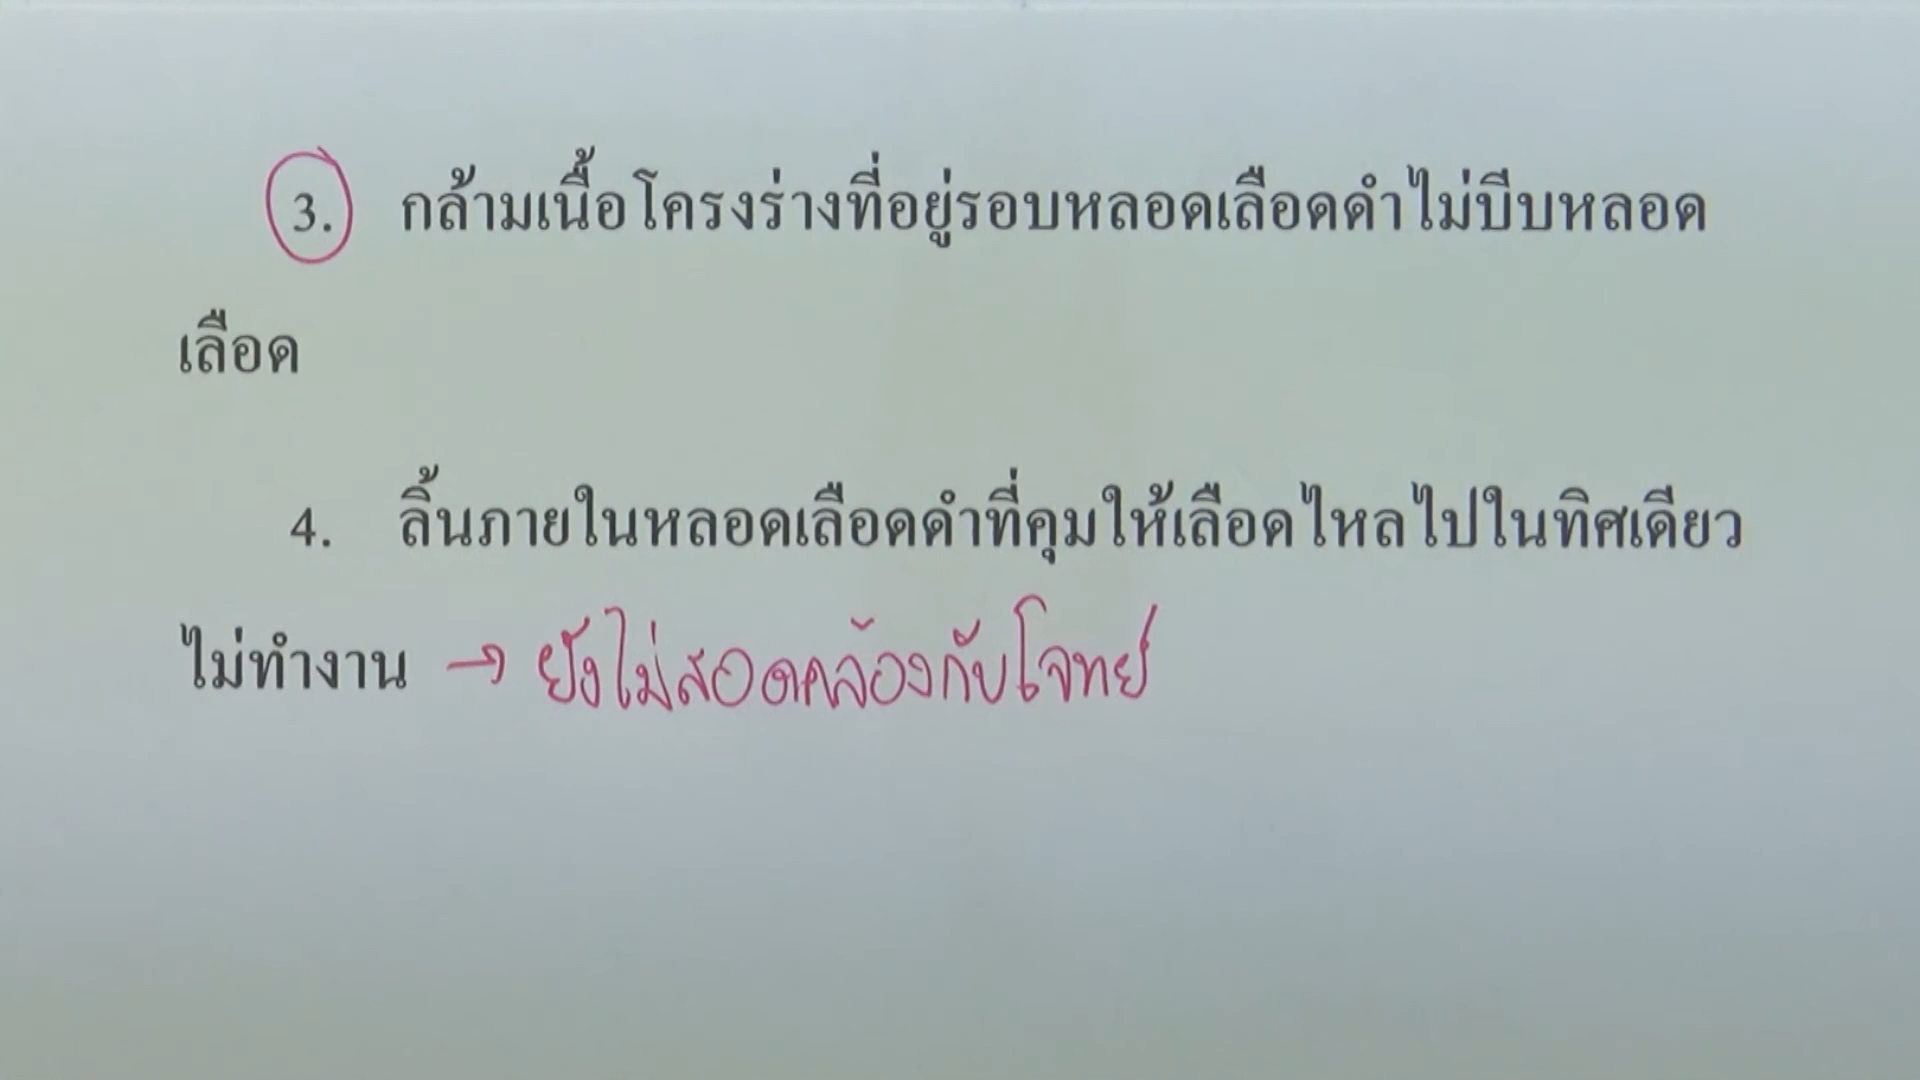 3. กล้ามเนื้อโครงร่างที่อยู่รอบหลอดเลือดดำไม่บีบหลอด
เลือด
4. ลิ้นภายในหลอดเลือดดำที่คุมให้เลือดไหลไปในทิศเดียว
ไม่ทำงาน → ยังไม่สอดคล้องกับโจทย์